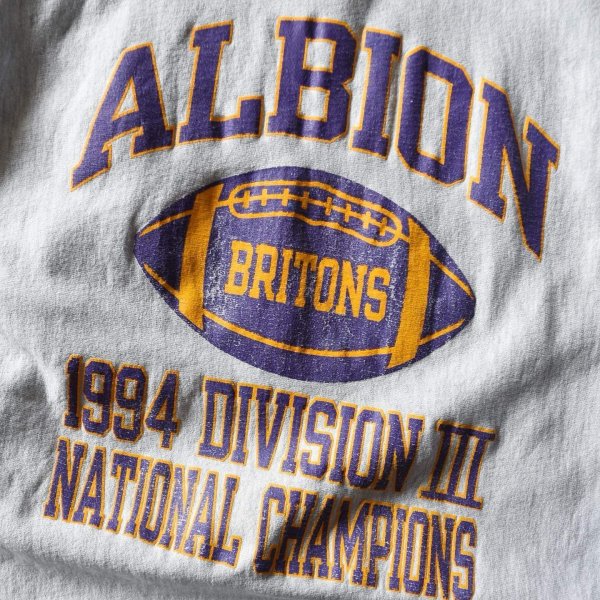 ALBION
BRITONS
1994 DIVISION III
NATIONAL CHAMPIONS